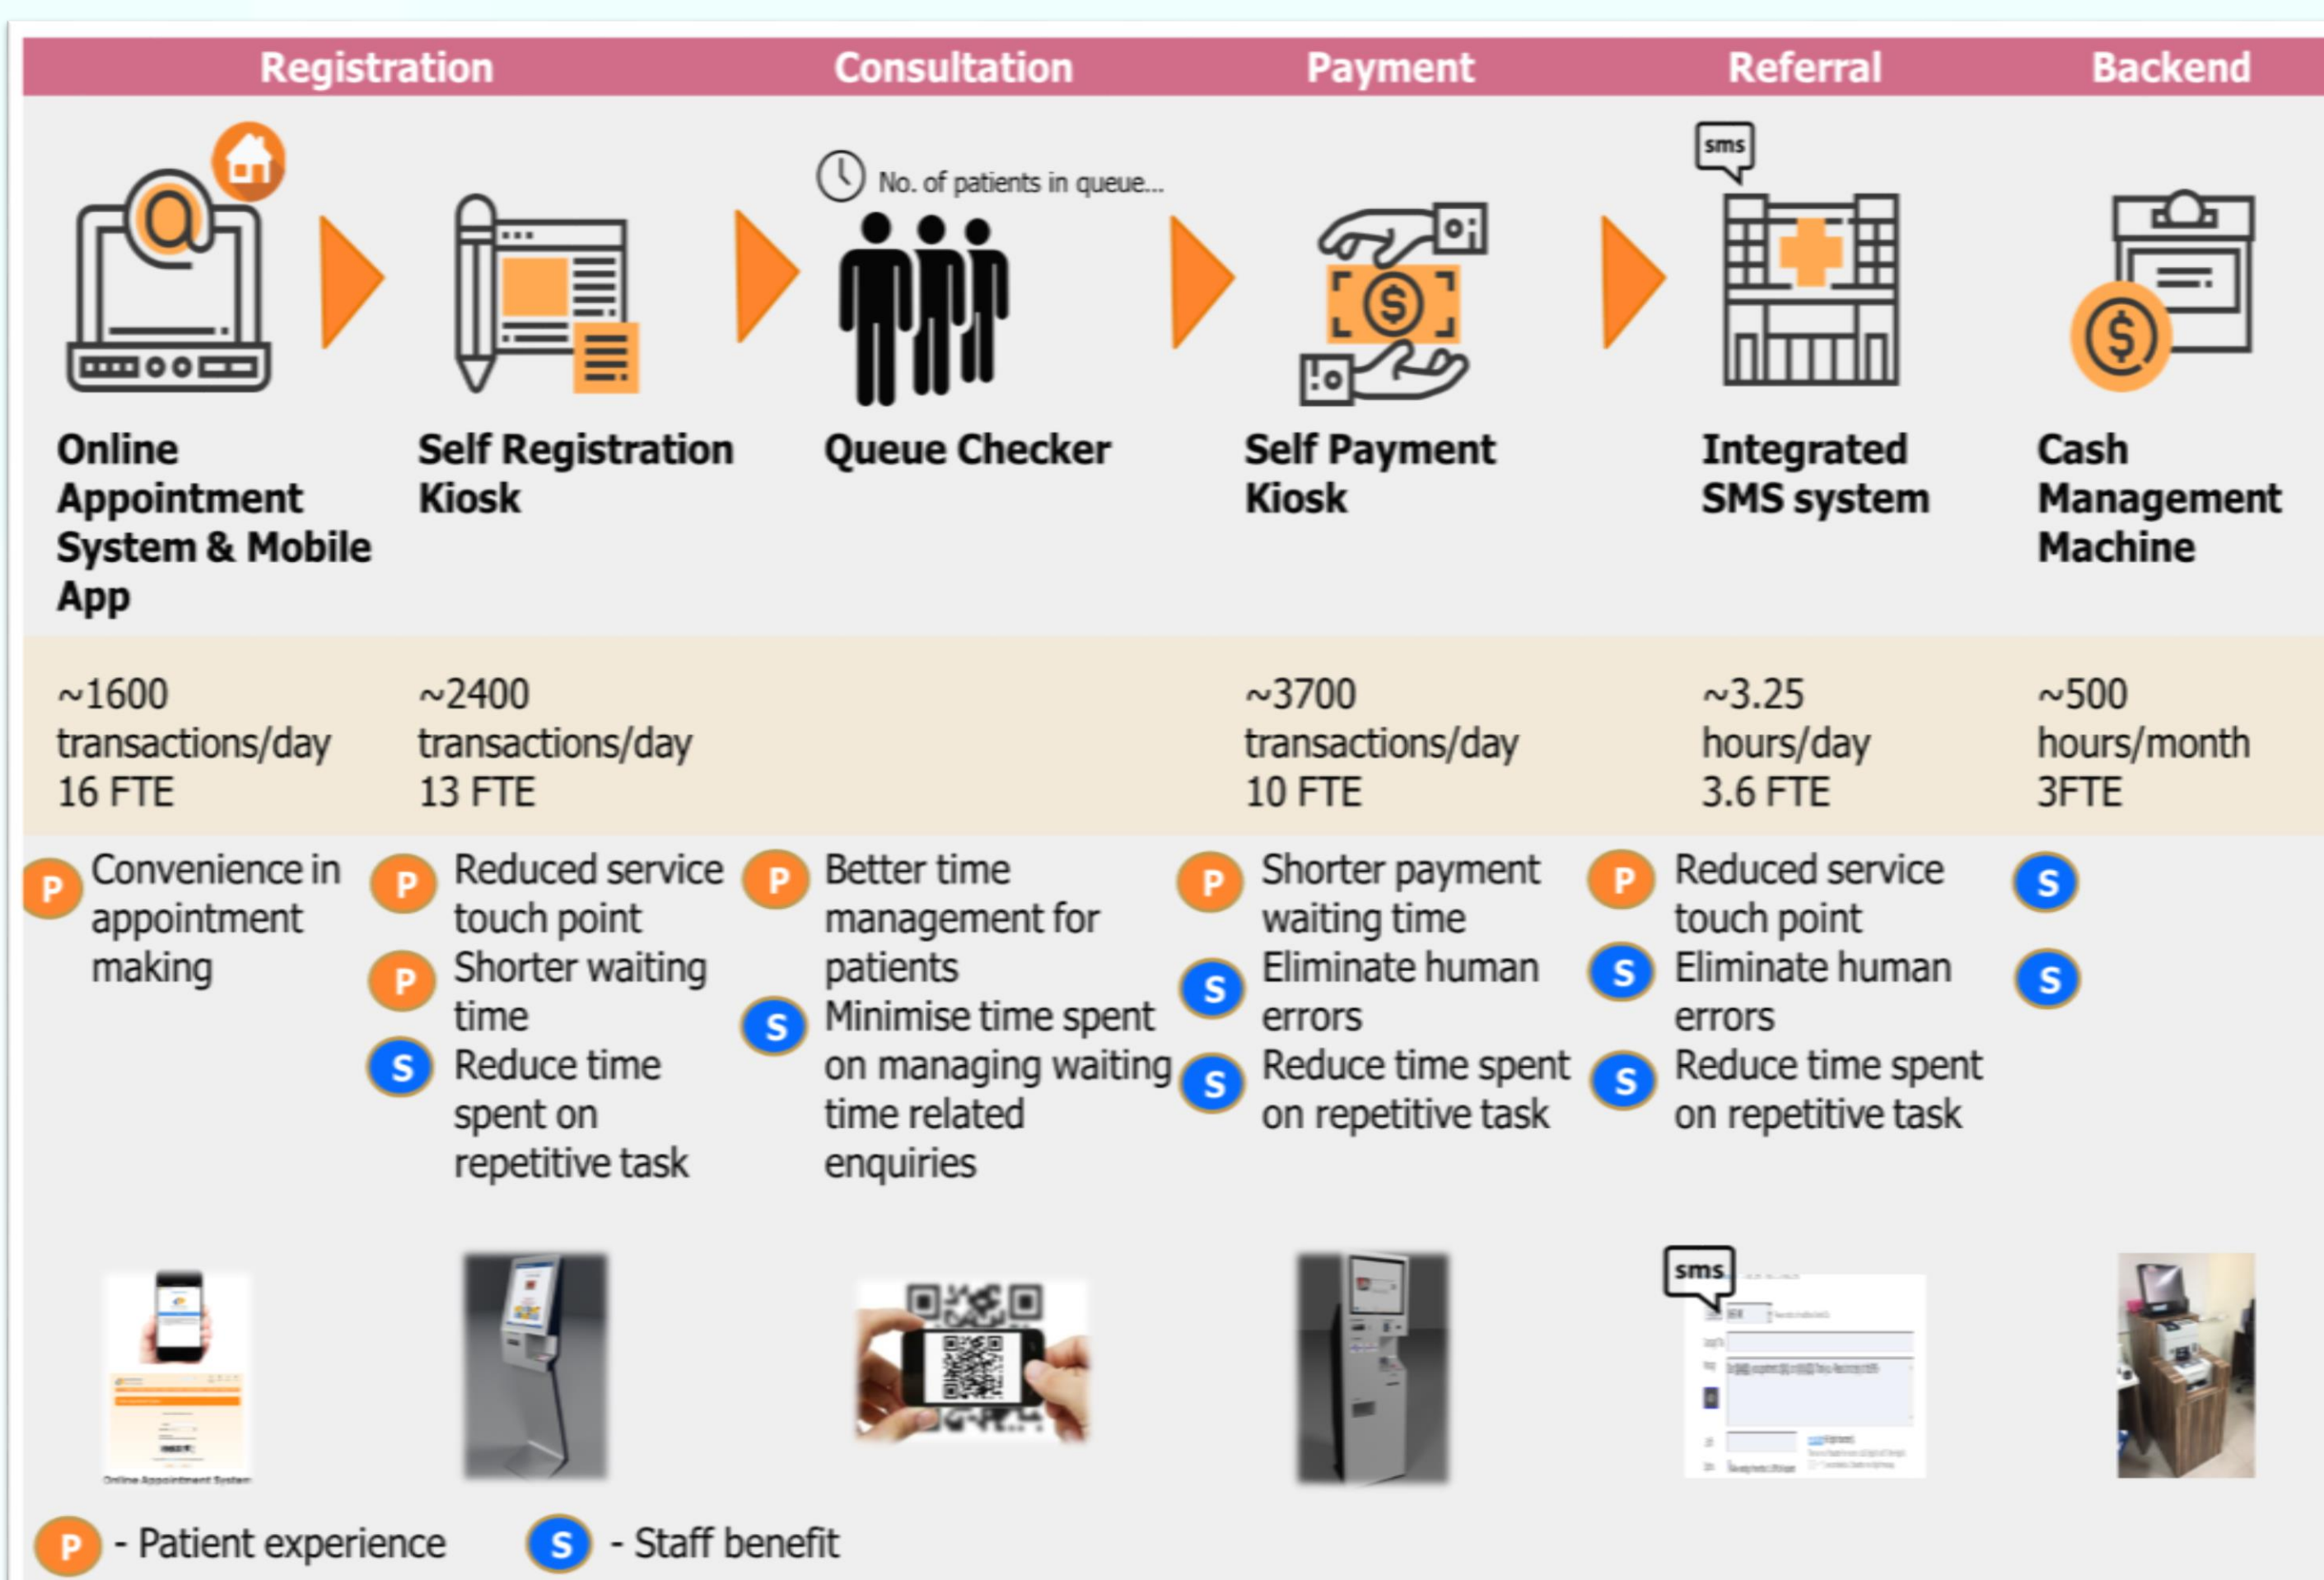 Registration
Consultation
Payment
Referral
Backend
sms
No. of patients in queue...
Online
Appointment
System & Mobile
App
Self Registration
Kiosk
Queue Checker
Self Payment
Kiosk
Integrated
SMS system
Cash
Management
Machine
~1600
transactions/day
16 FTE
~2400
transactions/day
13 FTE
~3700
transactions/day
10 FTE
~3.25
hours/day
3.6 FTE
~500
hours/month
3FTE
P Convenience in
appointment
making
P Reduced service
touch point
P Shorter waiting
time
S Reduce time
spent on
repetitive task
P Better time
management for
patients
S Minimise time spent
on managing waiting
time related
enquiries
P Shorter payment
waiting time
S Eliminate human
errors
S Reduce time spent
on repetitive task
P Reduced service
touch point
S Eliminate human
errors
S Reduce time spent
on repetitive task
S
S
sms
Online Appointment System
P - Patient experience
S - Staff benefit